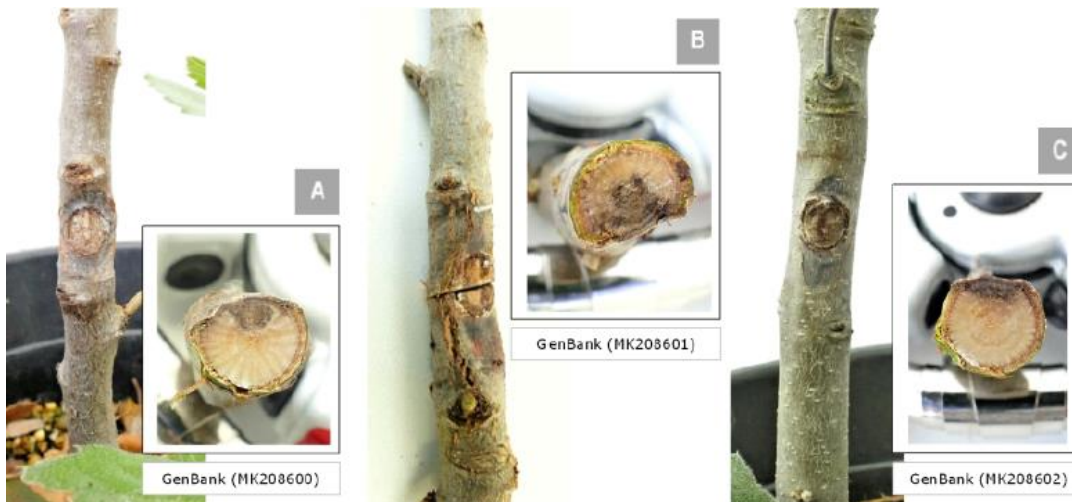 A
GenBank (MK208600)
B
GenBank (MK208601)
C
GenBank (MK208602)